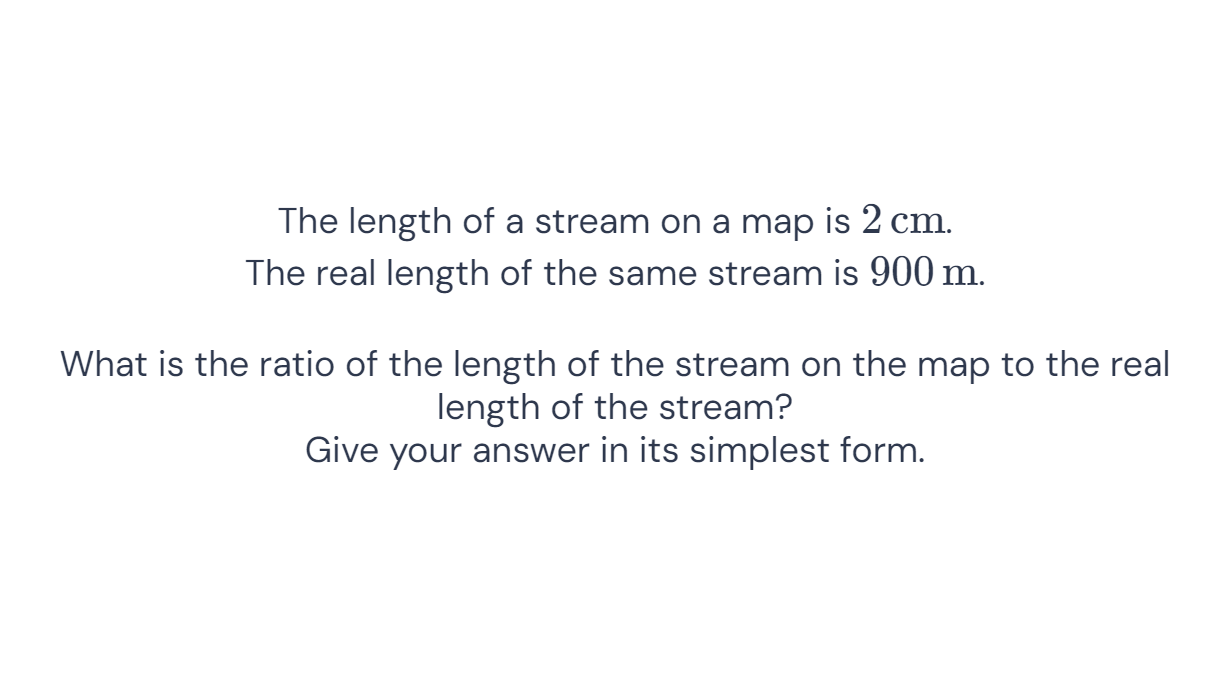 The length of a stream on a map is 2 cm.
The real length of the same stream is 900 m.
What is the ratio of the length of the stream on the map to the real
length of the stream?
Give your answer in its simplest form.